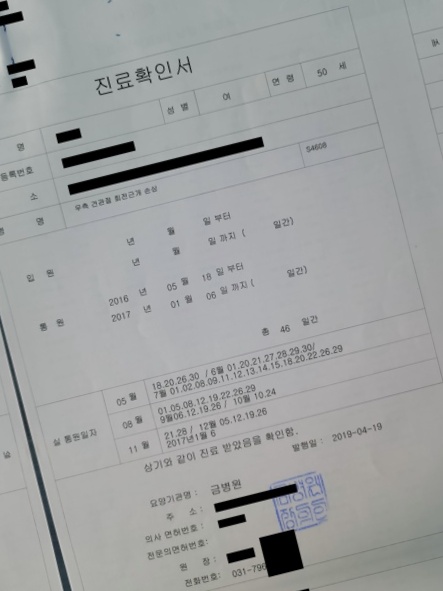 진료확인서
명 성 별 여 연 령 50 세
등록번호
소
명 명 우측 견관절 회전근개 손상 S4608
년 월 일 부터
입 원 년 월 일 까지 ( 일간)
2016 년 05 월 18 일 부터
통 원 2017 년 01 월 06 일 까지 ( 일간)
총 46 일간
05 월 18.20.26.30 / 6월 01.20.21.27.28.29.30/
7월 01.02.08.09.11.12.13.14.15.18.20.22.26.29
실 통원일자 08 월 01.05.08.12.19.22.26.29
9월06.12.19.26 / 10월 10.24
11 월 21.28 / 12월 05.12.19.26
2017년1월 6
상기와 같이 진료 받았음을 확인함.
발행일 : 2019-04-19
요양기관명 : 금병원
주 소 :
의사 면허번호 :
전문의면허번호:
원 장 :
전화번호: 031-796